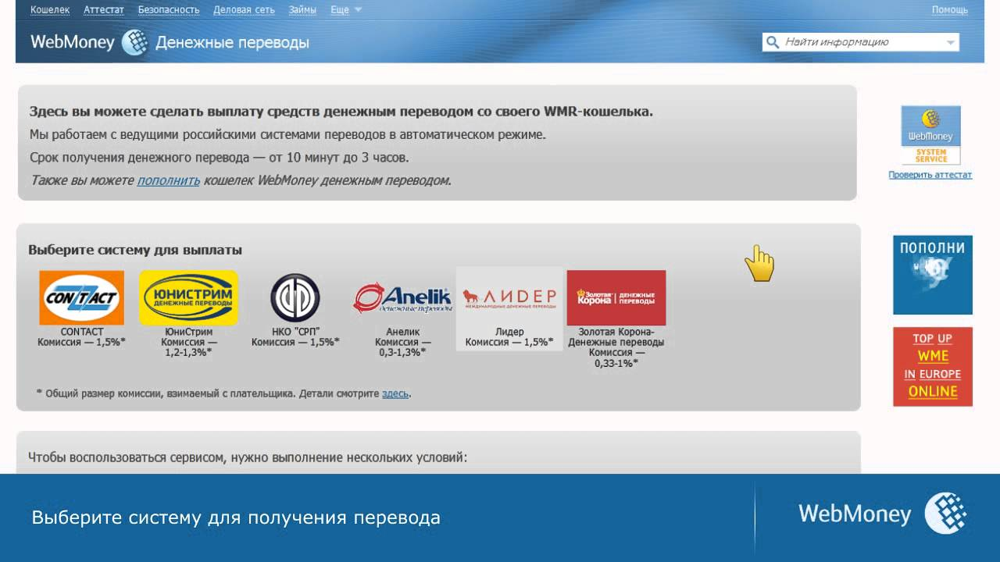 Кошелек Аттестат Безопасность Деловая сеть Займы Еще Помощь
WebMoney Денежные переводы
Найти информацию
Здесь вы можете сделать выплату средств денежным переводом со своего WMR-кошелька.
Мы работаем с ведущими российскими системами переводов в автоматическом режиме.
Срок получения денежного перевода — от 10 минут до 3 часов.
Также вы можете пополнить кошелек WebMoney денежным переводом.
WebMoney
SYSTEM
SERVICE
Проверить аттестат
Выберите систему для выплаты
CONTACT
CONTACT
Комиссия — 1,5%*
ЮНИСТРИМ
ДЕНЕЖНЫЕ ПЕРЕВОДЫ
ЮниСтрим
Комиссия —
1,2-1,3%*
НКО "СРП"
Комиссия — 1,5%*
Anelik
денежные переводы
Анелик
Комиссия —
0,3-1,3%*
ЛИДЕР
МЕЖДУНАРОДНЫЕ ДЕНЕЖНЫЕ ПЕРЕВОДЫ
Лидер
Комиссия — 1,5%*
Золотая Корона
ДЕНЕЖНЫЕ ПЕРЕВОДЫ
Золотая Корона-
Денежные переводы
Комиссия —
0,33-1%*
* Общий размер комиссии, взимаемый с плательщика. Детали смотрите здесь.
ПОПОЛНИ
TOP UP
WME
IN EUROPE
ONLINE
Чтобы воспользоваться сервисом, нужно выполнение нескольких условий:
Выберите систему для получения перевода
WebMoney